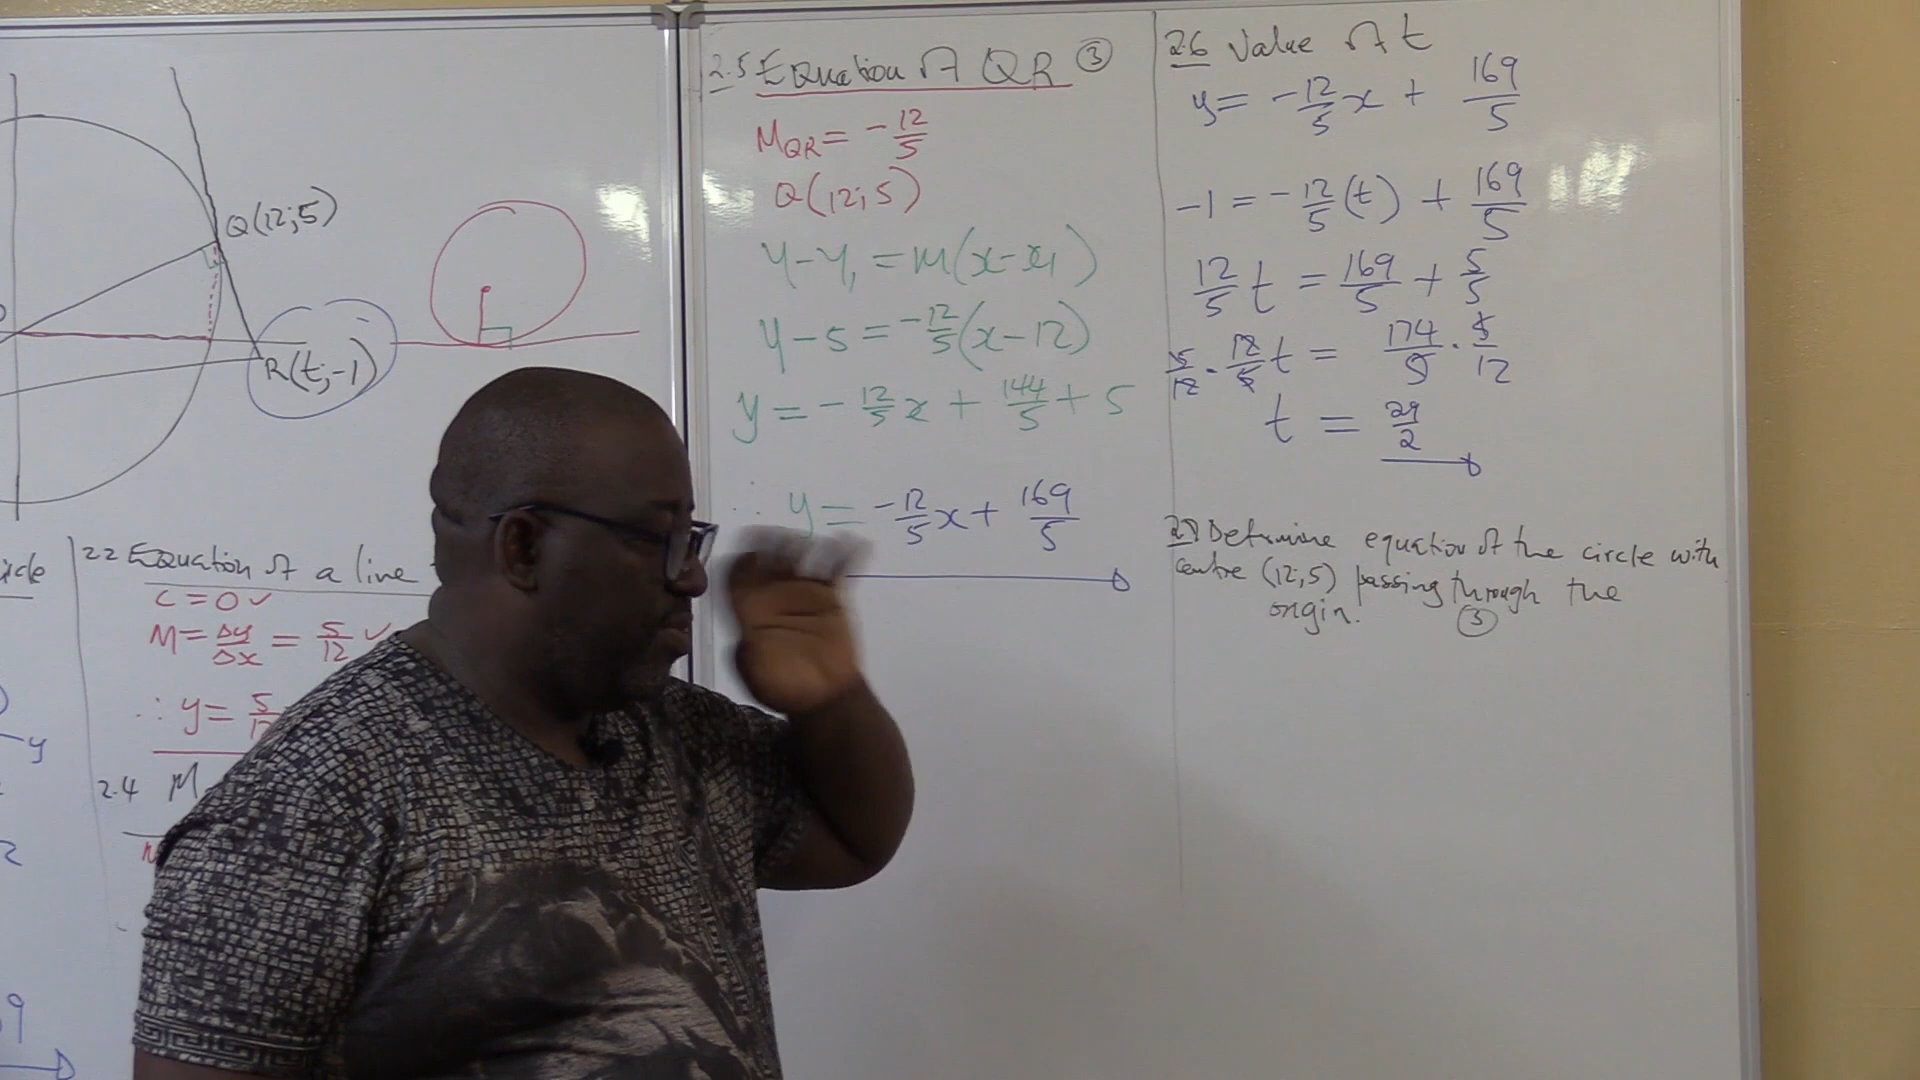 Q(12;5)
R(t;-1)
2.2 Equation of a line
C = 0 ✓
M = Δy/Δx = 5/12 ✓
∴ y = 5
2.4 M
2.5 Equation of QR ③
M_QR = -12/5
Q(12;5)
y - y₁ = m(x - x₁)
y - 5 = -12/5(x - 12)
y = -12/5x + 144/5 + 5
∴ y = -12/5x + 169/5
2.6 Value of t
y = -12/5x + 169/5
-1 = -12/5(t) + 169/5
12/5 t = 169/5 + 5/5
5/12 · 12/5 t = 174/5 · 5/12
t = 29/2
2.7 Determine equation of the circle with
centre (12;5) passing through the
origin. ③